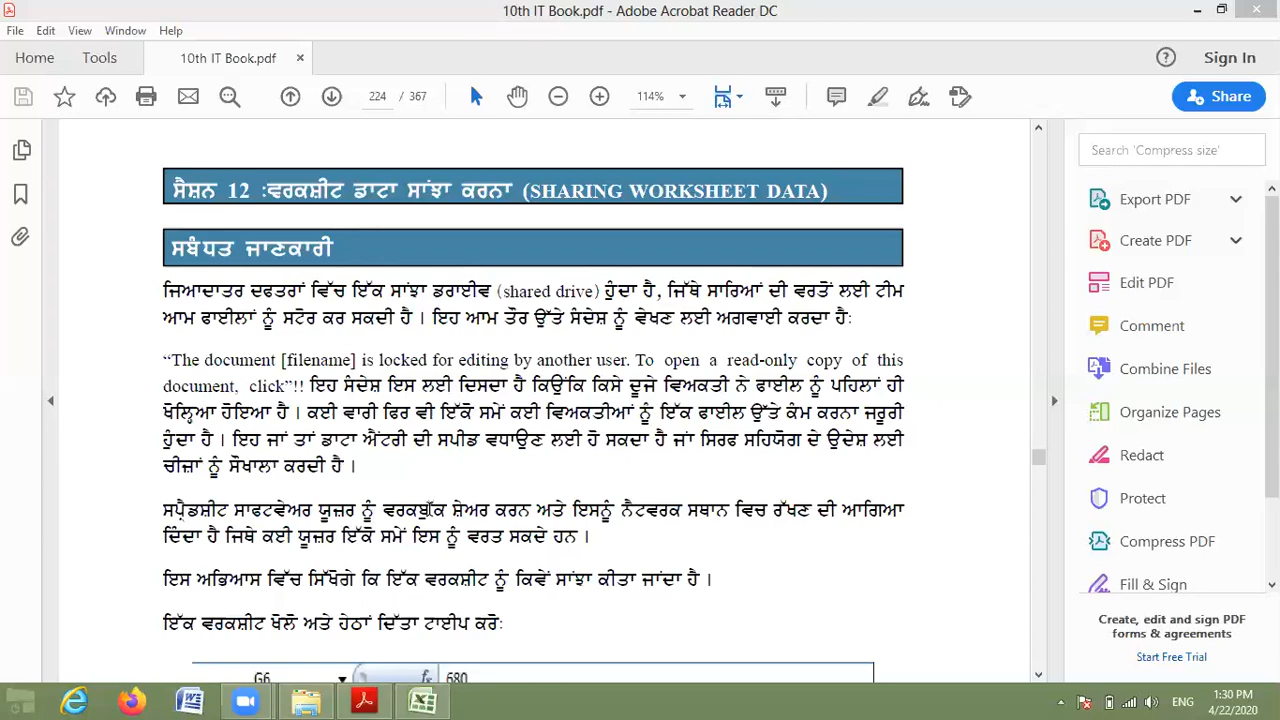 10th IT Book.pdf - Adobe Acrobat Reader DC
File Edit View Window Help
Home Tools 10th IT Book.pdf × Sign In
224 / 367 114% Share
ਸੈਸ਼ਨ 12 :ਵਰਕਸ਼ੀਟ ਡਾਟਾ ਸਾਂਝਾ ਕਰਨਾ (SHARING WORKSHEET DATA)
ਸਬੰਧਤ ਜਾਣਕਾਰੀ
ਜਿਆਦਾਤਰ ਦਫਤਰਾਂ ਵਿੱਚ ਇੱਕ ਸਾਂਝਾ ਡਰਾਈਵ (shared drive) ਹੁੰਦਾ ਹੈ, ਜਿੱਥੇ ਸਾਰਿਆਂ ਦੀ ਵਰਤੋਂ ਲਈ ਟੀਮ
ਆਮ ਫਾਈਲਾਂ ਨੂੰ ਸਟੋਰ ਕਰ ਸਕਦੀ ਹੈ। ਇਹ ਆਮ ਤੌਰ ਉੱਤੇ ਸੰਦੇਸ਼ ਨੂੰ ਵੇਖਣ ਲਈ ਅਗਵਾਈ ਕਰਦਾ ਹੈ:
“The document [filename] is locked for editing by another user. To open a read-only copy of this
document, click”!! ਇਹ ਸੰਦੇਸ਼ ਇਸ ਲਈ ਦਿਸਦਾ ਹੈ ਕਿਉਂਕਿ ਕਿਸੇ ਦੂਜੇ ਵਿਅਕਤੀ ਨੇ ਫਾਈਲ ਨੂੰ ਪਹਿਲਾਂ ਹੀ
ਖੋਲ੍ਹਿਆ ਹੋਇਆ ਹੈ। ਕਈ ਵਾਰੀ ਫਿਰ ਵੀ ਇੱਕੋ ਸਮੇਂ ਕਈ ਵਿਅਕਤੀਆਂ ਨੂੰ ਇੱਕ ਫਾਈਲ ਉੱਤੇ ਕੰਮ ਕਰਨਾ ਜਰੂਰੀ
ਹੁੰਦਾ ਹੈ। ਇਹ ਜਾਂ ਤਾਂ ਡਾਟਾ ਐਂਟਰੀ ਦੀ ਸਪੀਡ ਵਧਾਉਣ ਲਈ ਹੋ ਸਕਦਾ ਹੈ ਜਾਂ ਸਿਰਫ ਸਹਿਯੋਗ ਦੇ ਉਦੇਸ਼ ਲਈ
ਚੀਜ਼ਾਂ ਨੂੰ ਸੌਖਾਲਾ ਕਰਦੀ ਹੈ।
ਸਪ੍ਰੈਡਸ਼ੀਟ ਸਾਫਟਵੇਅਰ ਯੂਜ਼ਰ ਨੂੰ ਵਰਕਬੁੱਕ ਸ਼ੇਅਰ ਕਰਨ ਅਤੇ ਇਸਨੂੰ ਨੈਟਵਰਕ ਸਥਾਨ ਵਿਚ ਰੱਖਣ ਦੀ ਆਗਿਆ
ਦਿੰਦਾ ਹੈ ਜਿਥੇ ਕਈ ਯੂਜ਼ਰ ਇੱਕੋ ਸਮੇਂ ਇਸ ਨੂੰ ਵਰਤ ਸਕਦੇ ਹਨ।
ਇਸ ਅਭਿਆਸ ਵਿੱਚ ਸਿੱਖੋਗੇ ਕਿ ਇੱਕ ਵਰਕਸ਼ੀਟ ਨੂੰ ਕਿਵੇਂ ਸਾਂਝਾ ਕੀਤਾ ਜਾਂਦਾ ਹੈ।
ਇੱਕ ਵਰਕਸ਼ੀਟ ਖੋਲੋ ਅਤੇ ਹੇਠਾਂ ਦਿੱਤਾ ਟਾਈਪ ਕਰੋ:
G6 fx 680
Search 'Compress size'
Export PDF
Create PDF
Edit PDF
Comment
Combine Files
Organize Pages
Redact
Protect
Compress PDF
Fill & Sign
Convert, edit and sign PDF
forms & agreements
Start Free Trial
ENG
1:30 PM
4/22/2020